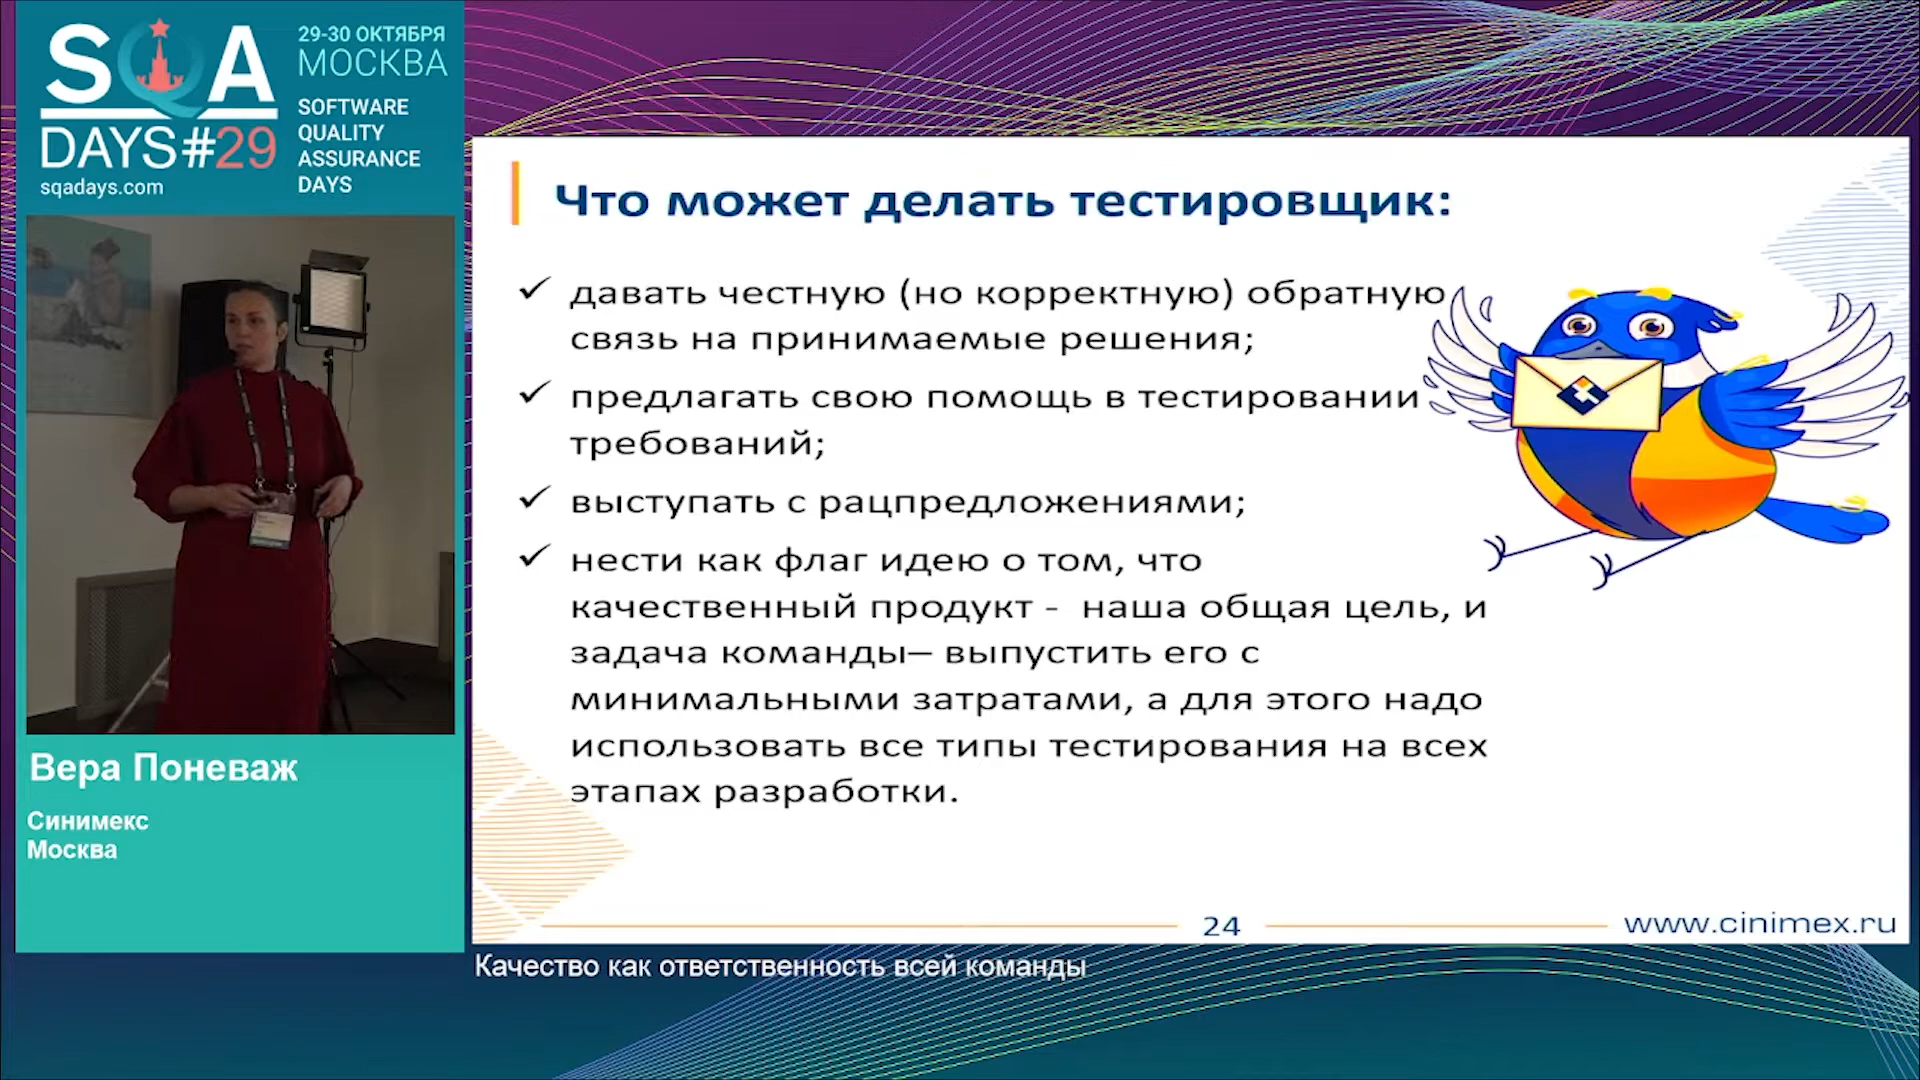 SQA
DAYS#29
sqadays.com
29-30 ОКТЯБРЯ
МОСКВА
SOFTWARE
QUALITY
ASSURANCE
DAYS
Вера Поневаж
Синимекс
Москва
Что может делать тестировщик:
✓ давать честную (но корректную) обратную
связь на принимаемые решения;
✓ предлагать свою помощь в тестировании
требований;
✓ выступать с рацпредложениями;
✓ нести как флаг идею о том, что
качественный продукт - наша общая цель, и
задача команды– выпустить его с
минимальными затратами, а для этого надо
использовать все типы тестирования на всех
этапах разработки.
24
www.cinimex.ru
Качество как ответственность всей команды